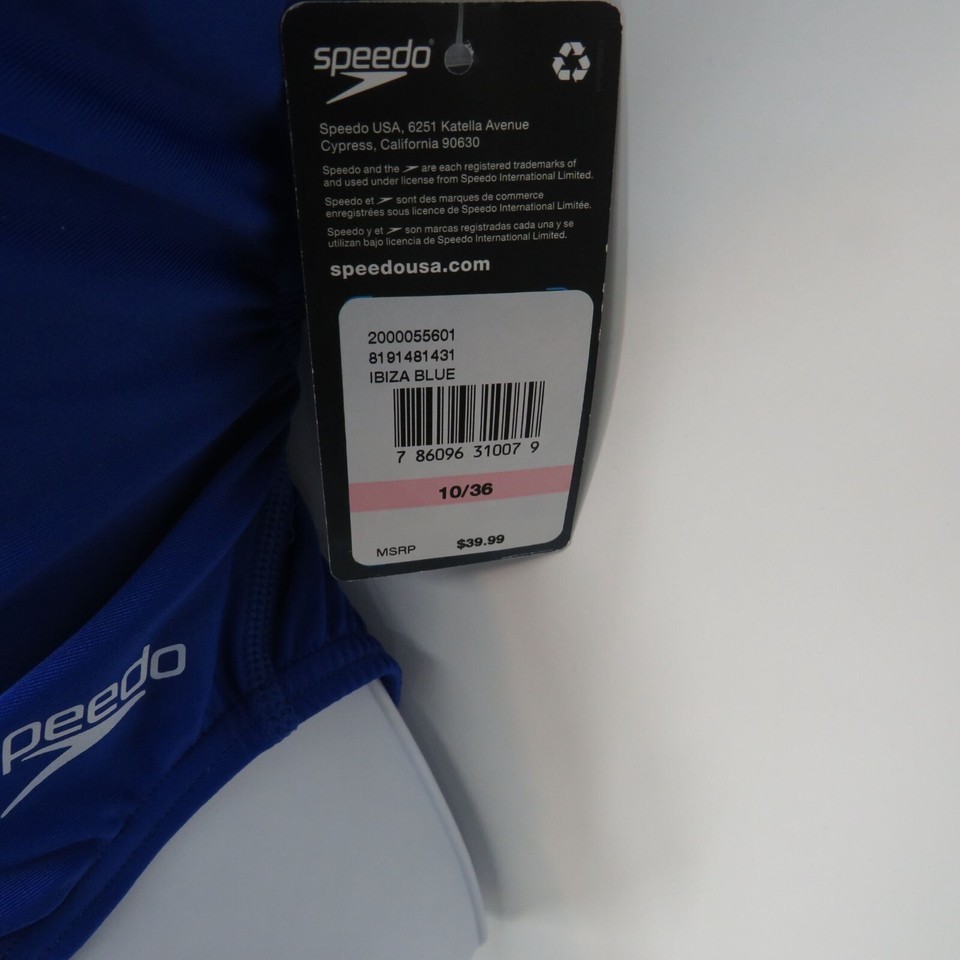 speedo
Speedo USA, 6251 Katella Avenue
Cypress, California 90630
Speedo and the are each registered trademarks of
and used under license from Speedo International Limited.
Speedo et sont des marques de commerce
enregistrées sous licence de Speedo International Limitée.
Speedo y et son marcas registradas cada una y se
utilizan bajo licencia de Speedo International Limited.
speedousa.com
2000055601
8191481431
IBIZA BLUE
7 86096 31007 9
10/36
MSRP $39.99
speedo